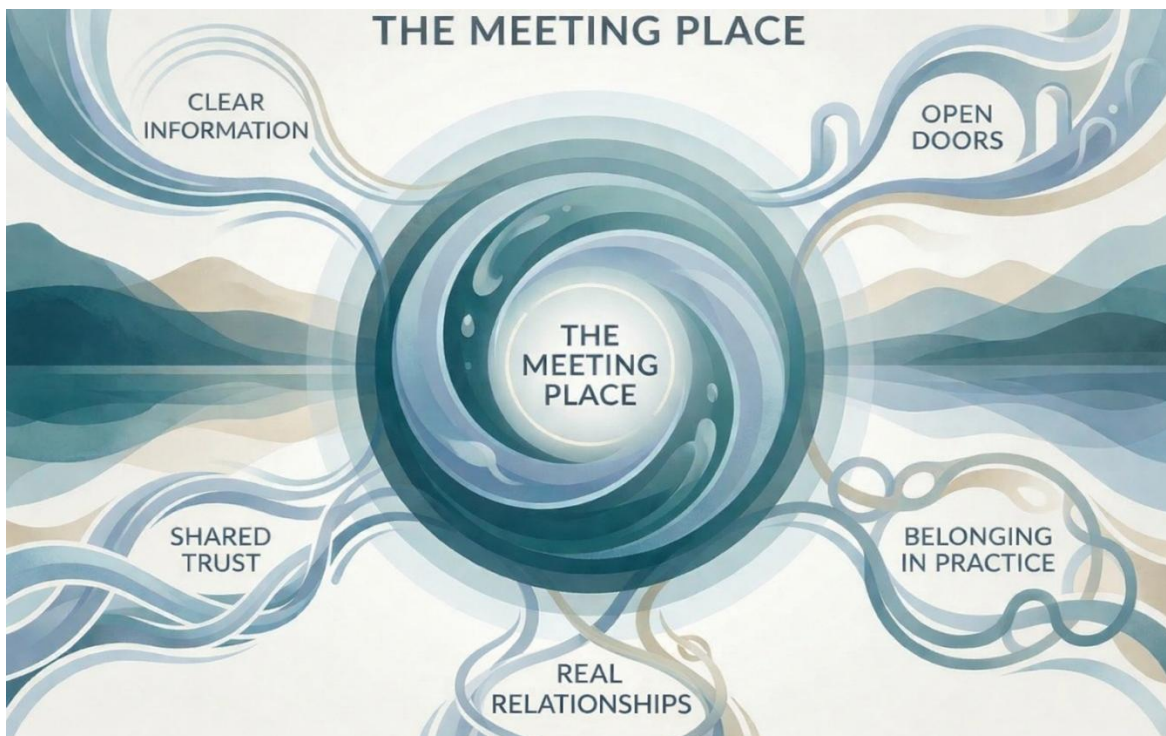 THE MEETING PLACE
CLEAR
INFORMATION
OPEN
DOORS
THE
MEETING
PLACE
SHARED
TRUST
BELONGING
IN PRACTICE
REAL
RELATIONSHIPS